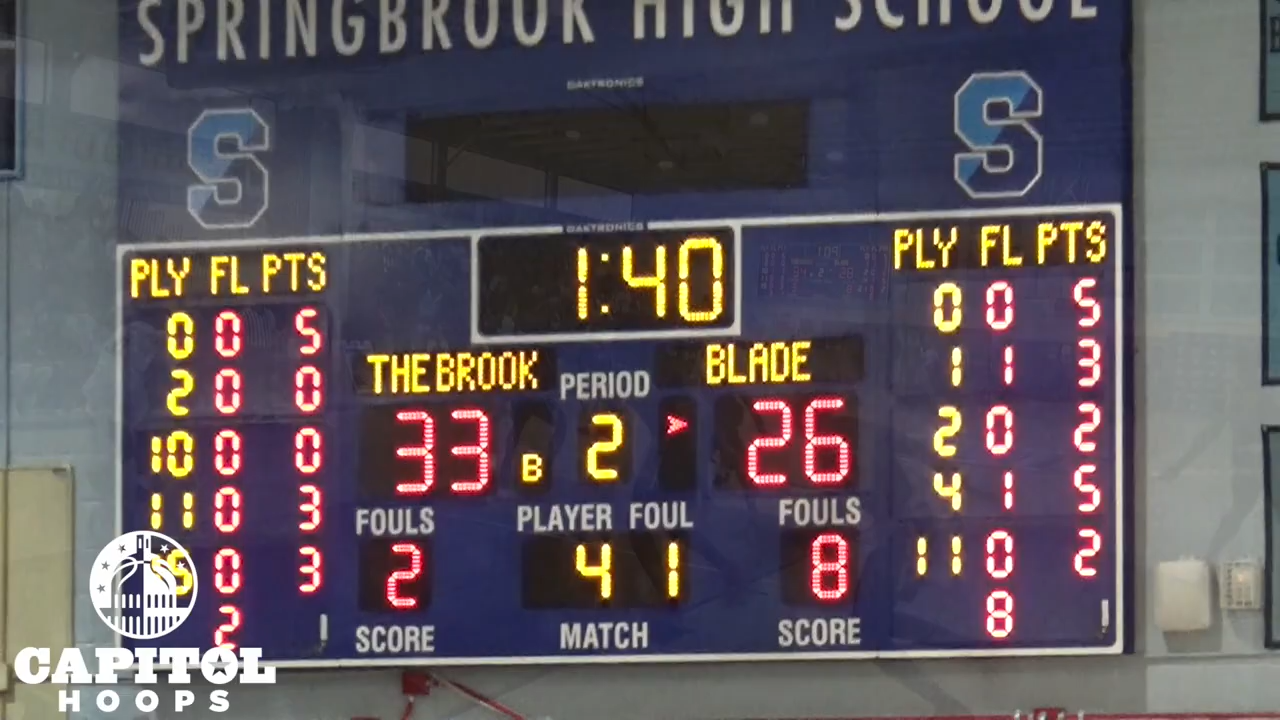 SPRINGBROOK HIGH SCHOOL
DAKTRONICS
S S
DAKTRONICS
1:40
PLY FL PTS
0 0 5
2 0 0
10 0 0
11 0 3
0 3
2
THE BROOK PERIOD BLADE
33 B 2 > 26
FOULS PLAYER FOUL FOULS
2 4 1 8
SCORE MATCH SCORE
PLY FL PTS
0 0 5
1 1 3
2 0 2
4 1 5
11 0 2
8
CAPITOL
HOOPS